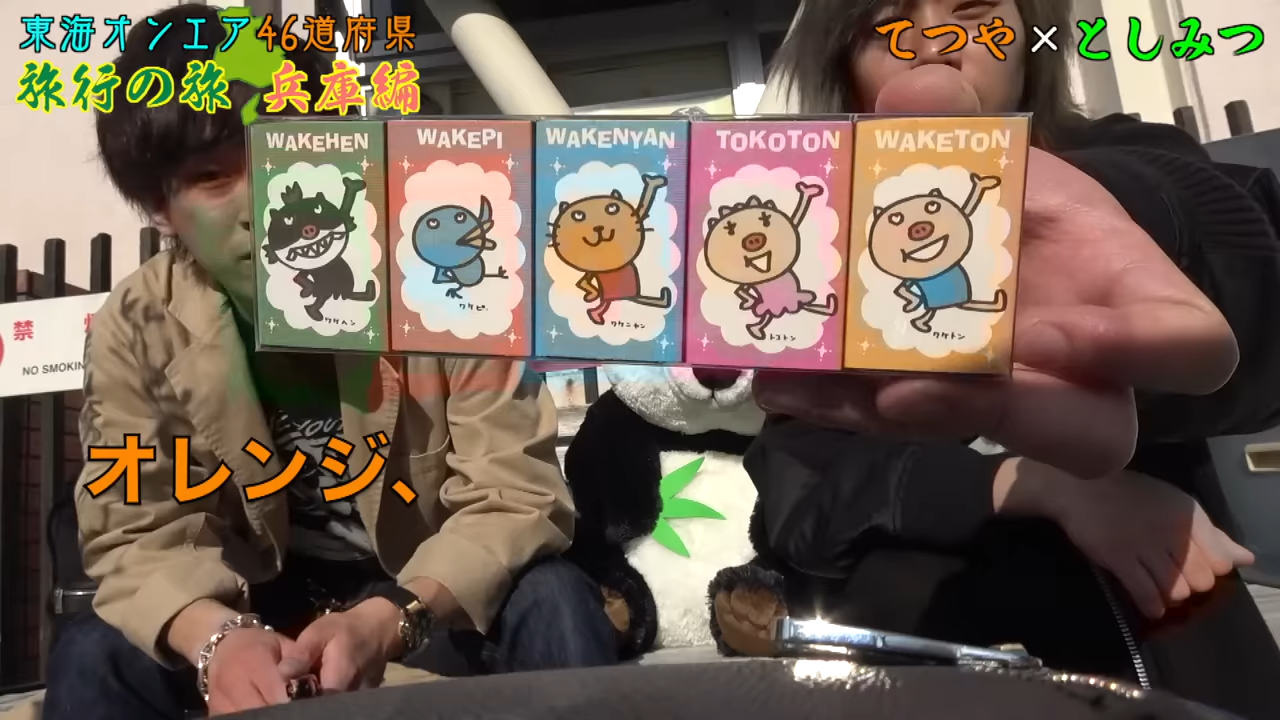 東海オンエア46道府県
旅行の旅 兵庫編
てつや×としみつ
WAKEHEN
WAKEPI
WAKENYAN
TOKOTON
WAKETON
ワケヘン
ワケピ
ワケニャン
トコトン
ワケトン
禁
NO SMOKIN
オレンジ、